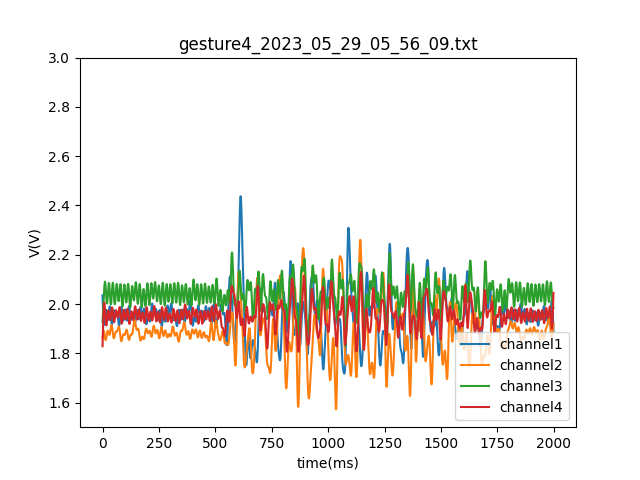 gesture4_2023_05_29_05_56_09.txt
3.0
2.8
2.6
2.4
2.2
2.0
1.8
1.6
V(V)
channel1
channel2
channel3
channel4
0 250 500 750 1000 1250 1500 1750 2000
time(ms)